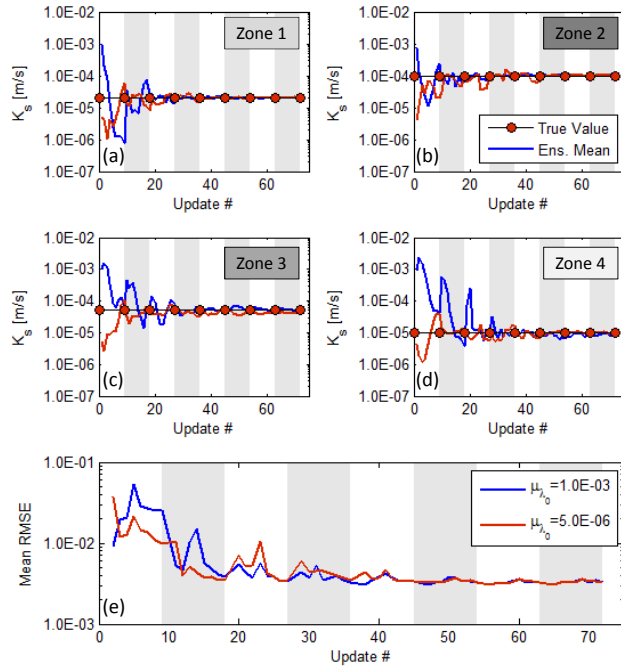 1.0E-02
1.0E-03
1.0E-04
1.0E-05
1.0E-06
1.0E-07
K_s [m/s]
Zone 1
(a)
0 20 40 60
Update #
1.0E-02
1.0E-03
1.0E-04
1.0E-05
1.0E-06
1.0E-07
K_s [m/s]
Zone 2
True Value
Ens. Mean
(b)
0 20 40 60
Update #
1.0E-02
1.0E-03
1.0E-04
1.0E-05
1.0E-06
1.0E-07
K_s [m/s]
Zone 3
(c)
0 20 40 60
Update #
1.0E-02
1.0E-03
1.0E-04
1.0E-05
1.0E-06
1.0E-07
K_s [m/s]
Zone 4
(d)
0 20 40 60
Update #
1.0E-01
1.0E-02
1.0E-03
Mean RMSE
μ_λ₀=1.0E-03
μ_λ₀=5.0E-06
(e)
0 10 20 30 40 50 60 70
Update #